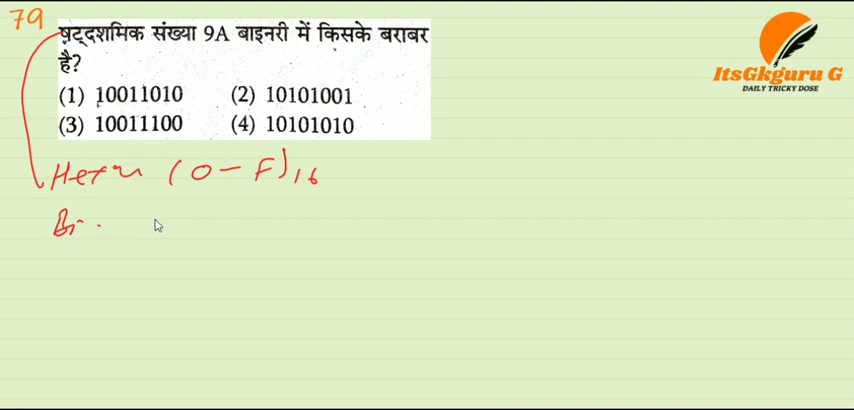 79
षट्दशमिक संख्या 9A बाइनरी में किसके बराबर
है?
(1) 10011010 (2) 10101001
(3) 10011100 (4) 10101010
(0-F)16
ItsGkguru G
DAILY TRICKY DOSE